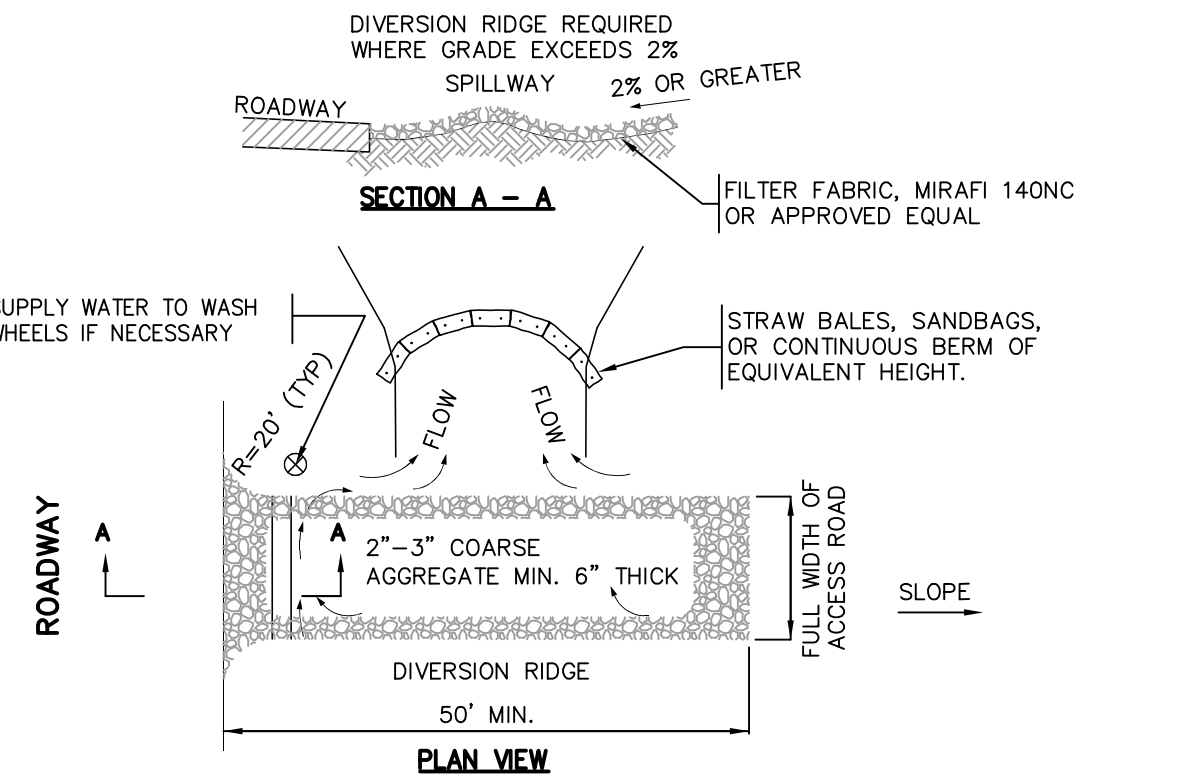 DIVERSION RIDGE REQUIRED
WHERE GRADE EXCEEDS 2%
SPILLWAY
2% OR GREATER
ROADWAY
SECTION A - A
FILTER FABRIC, MIRAFI 140NC
OR APPROVED EQUAL
SUPPLY WATER TO WASH
WHEELS IF NECESSARY
STRAW BALES, SANDBAGS,
OR CONTINUOUS BERM OF
EQUIVALENT HEIGHT.
R=20' (TYP)
FLOW
FLOW
ROADWAY
A
A
2"-3" COARSE
AGGREGATE MIN. 6" THICK
FULL WIDTH OF
ACCESS ROAD
SLOPE
DIVERSION RIDGE
50' MIN.
PLAN VIEW